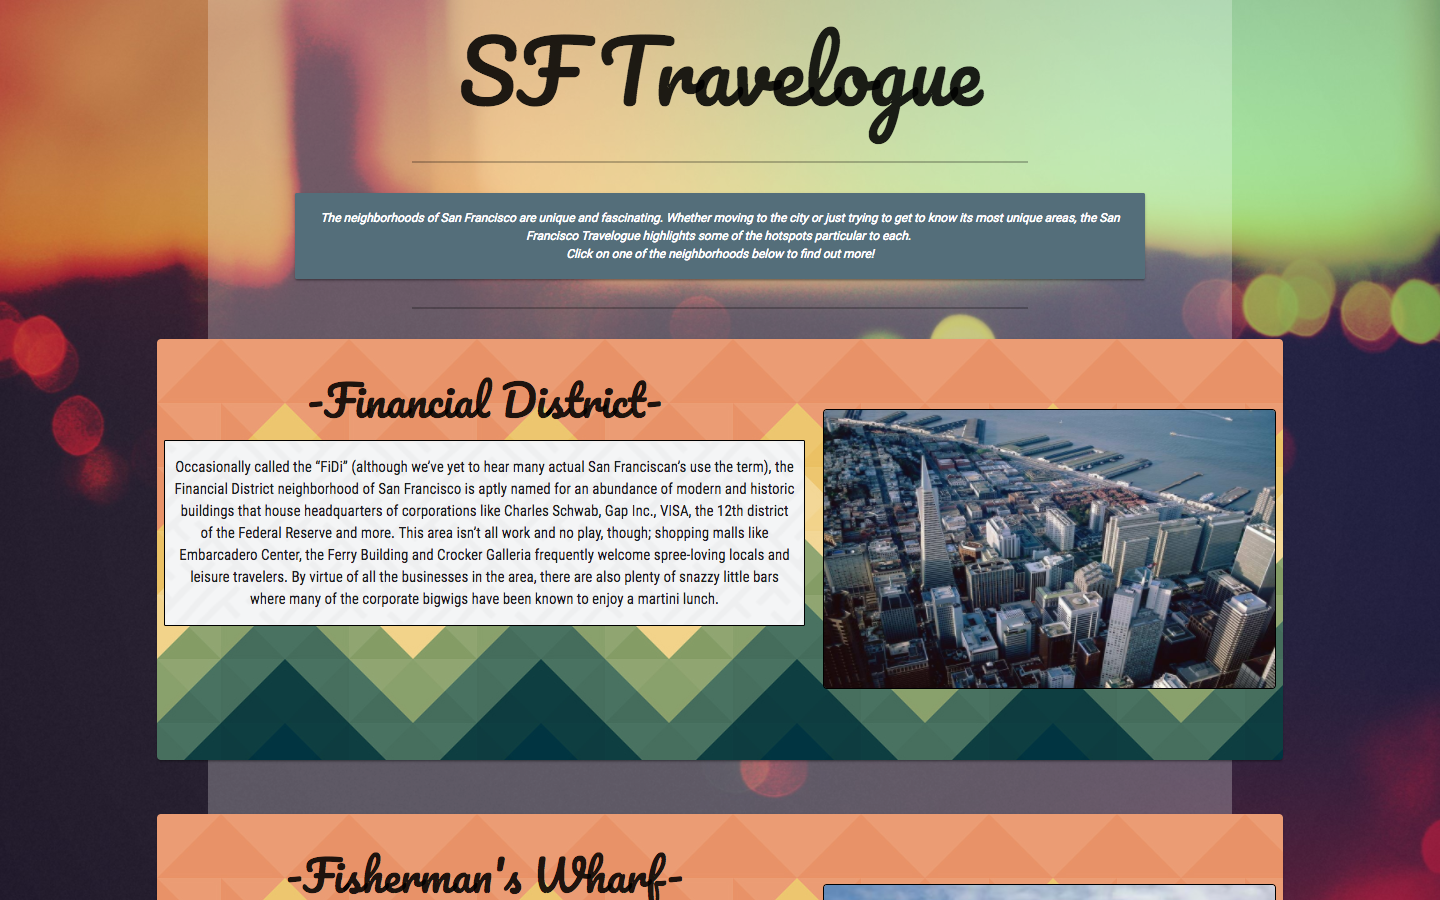 SF Travelogue
The neighborhoods of San Francisco are unique and fascinating. Whether moving to the city or just trying to get to know its most unique areas, the San
Francisco Travelogue highlights some of the hotspots particular to each.
Click on one of the neighborhoods below to find out more!
-Financial District-
Occasionally called the “FiDi” (although we’ve yet to hear many actual San Franciscan’s use the term), the
Financial District neighborhood of San Francisco is aptly named for an abundance of modern and historic
buildings that house headquarters of corporations like Charles Schwab, Gap Inc., VISA, the 12th district
of the Federal Reserve and more. This area isn’t all work and no play, though; shopping malls like
Embarcadero Center, the Ferry Building and Crocker Galleria frequently welcome spree-loving locals and
leisure travelers. By virtue of all the businesses in the area, there are also plenty of snazzy little bars
where many of the corporate bigwigs have been known to enjoy a martini lunch.
-Fisherman's Wharf-